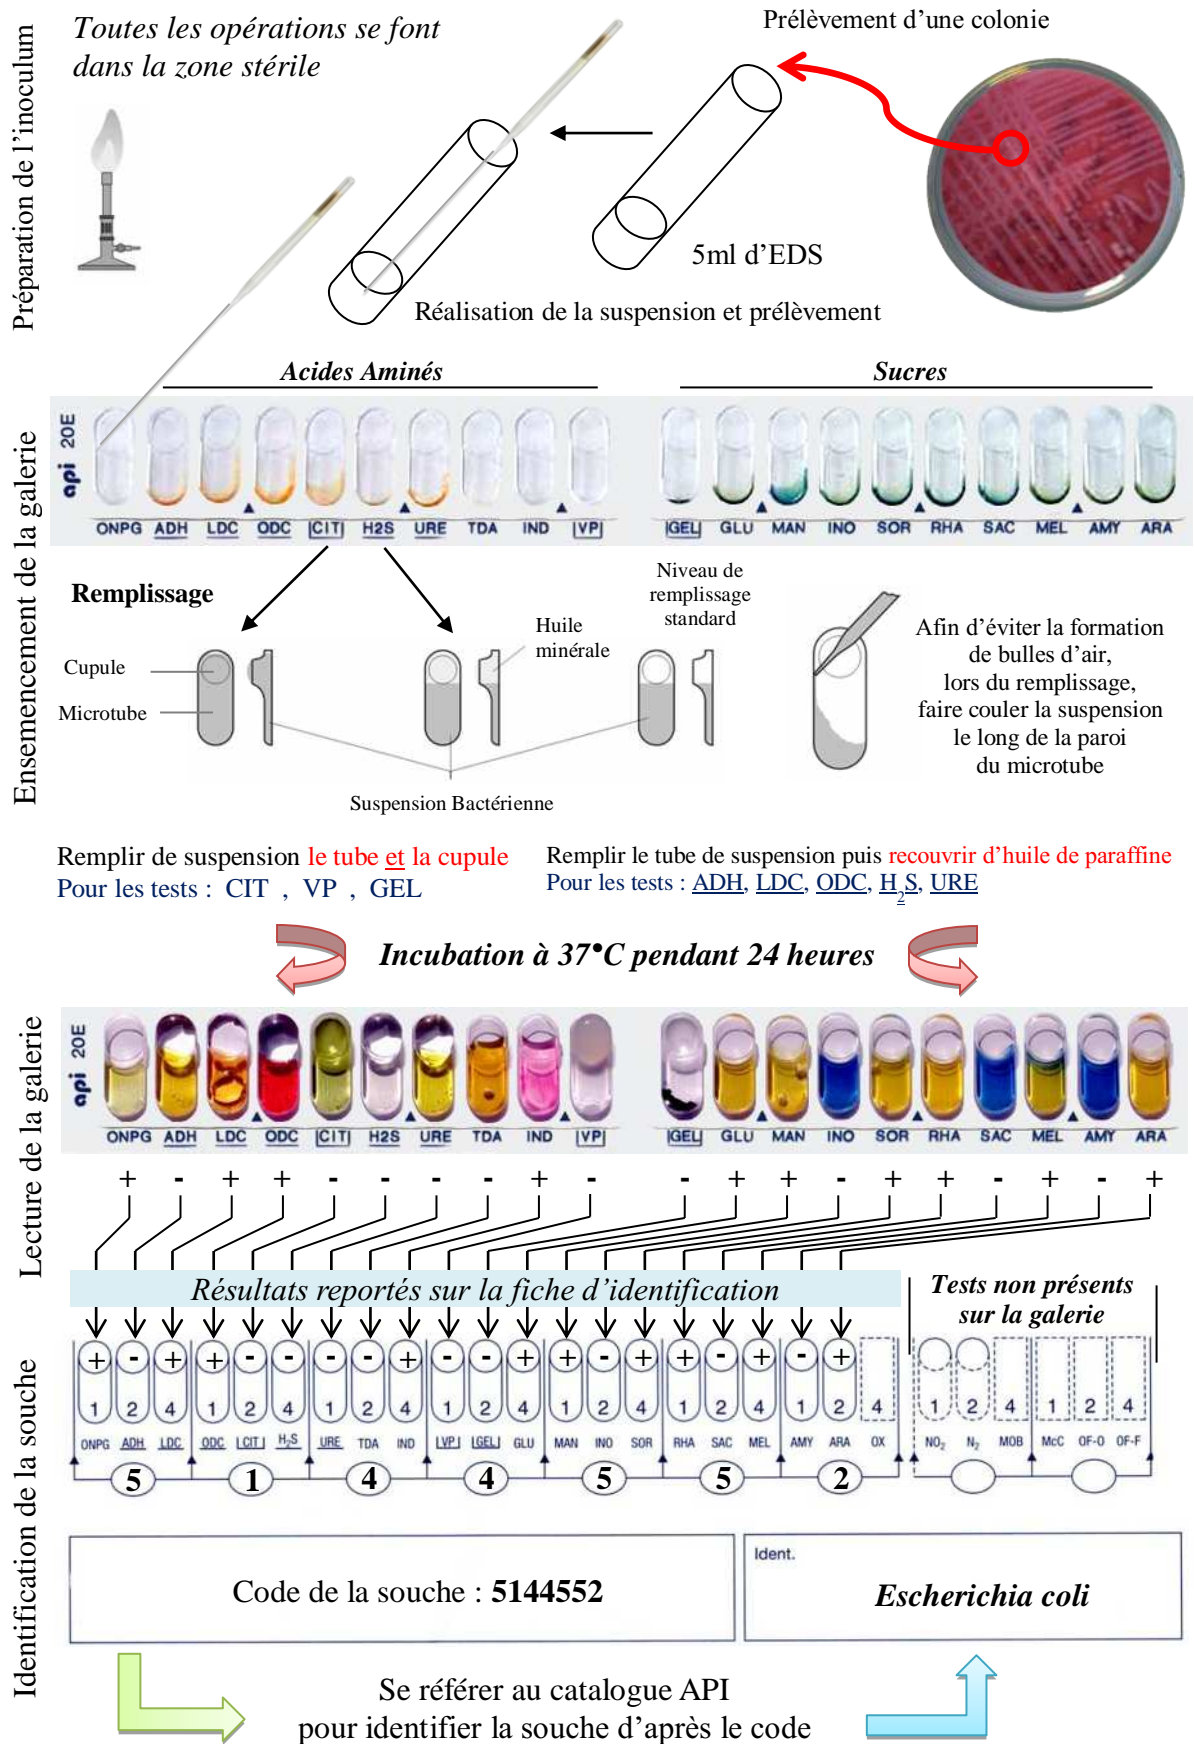 Préparation de l'inoculum
Toutes les opérations se font
dans la zone stérile
Prélèvement d'une colonie
5ml d'EDS
Réalisation de la suspension et prélèvement
Ensemencement de la galerie
Acides Aminés
Sucres
api 20E
ONPG ADH LDC ODC |CIT| H2S URE TDA IND |VP| |GEL| GLU MAN INO SOR RHA SAC MEL AMY ARA
Remplissage
Cupule
Microtube
Huile
minérale
Niveau de
remplissage
standard
Suspension Bactérienne
Afin d'éviter la formation
de bulles d'air,
lors du remplissage,
faire couler la suspension
le long de la paroi
du microtube
Remplir de suspension le tube et la cupule
Pour les tests : CIT , VP , GEL
Remplir le tube de suspension puis recouvrir d'huile de paraffine
Pour les tests : ADH, LDC, ODC, H2S, URE
Incubation à 37•C pendant 24 heures
Lecture de la galerie
api 20E
ONPG ADH LDC ODC |CIT| H2S URE TDA IND |VP| |GEL| GLU MAN INO SOR RHA SAC MEL AMY ARA
+ - + + - - - - + - - + + - + + - + - +
Résultats reportés sur la fiche d'identification
Tests non présents
sur la galerie
Identification de la souche
+ - + + - - - - + - - + + - + + - + - +
1 2 4 1 2 4 1 2 4 1 2 4 1 2 4 1 2 4 1 2 4 1 2 4 1 2 4
ONPG ADH LDC ODC |CIT| H2S URE TDA IND |VP| |GEL| GLU MAN INO SOR RHA SAC MEL AMY ARA OX NO2 N2 MOB McC OF-O OF-F
5 1 4 4 5 5 2
Code de la souche : 5144552
Ident.
Escherichia coli
Se référer au catalogue API
pour identifier la souche d'après le code